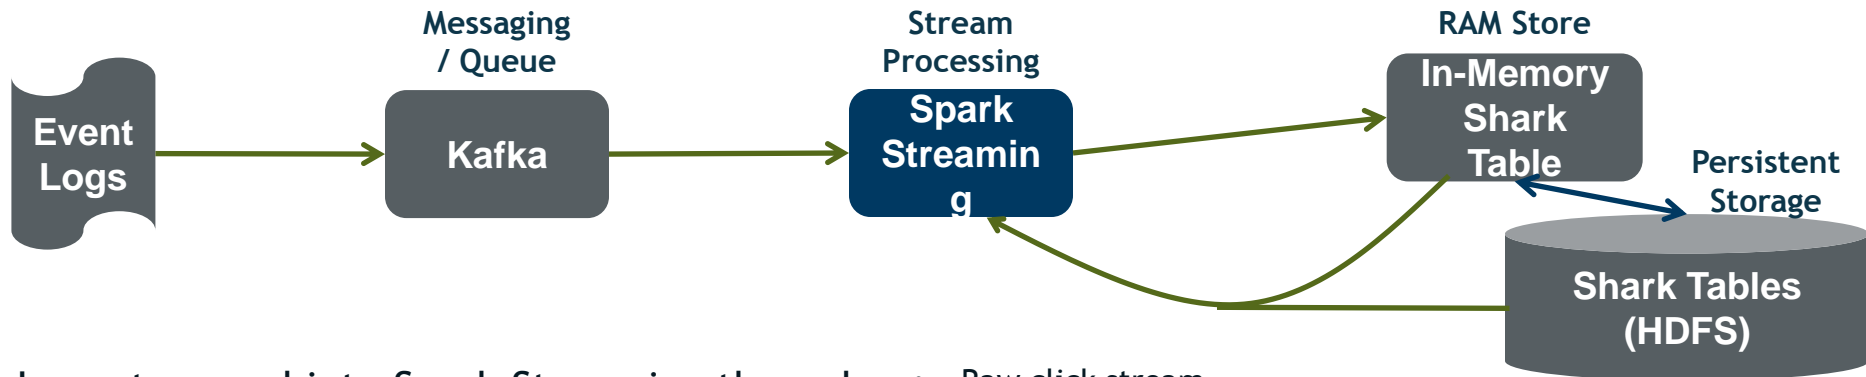 Messaging
/ Queue
Stream
Processing
RAM Store
Event
Logs
Kafka
Spark
Streamin
g
In-Memory
Shark
Table
Persistent
Storage
Shark Tables
(HDFS)